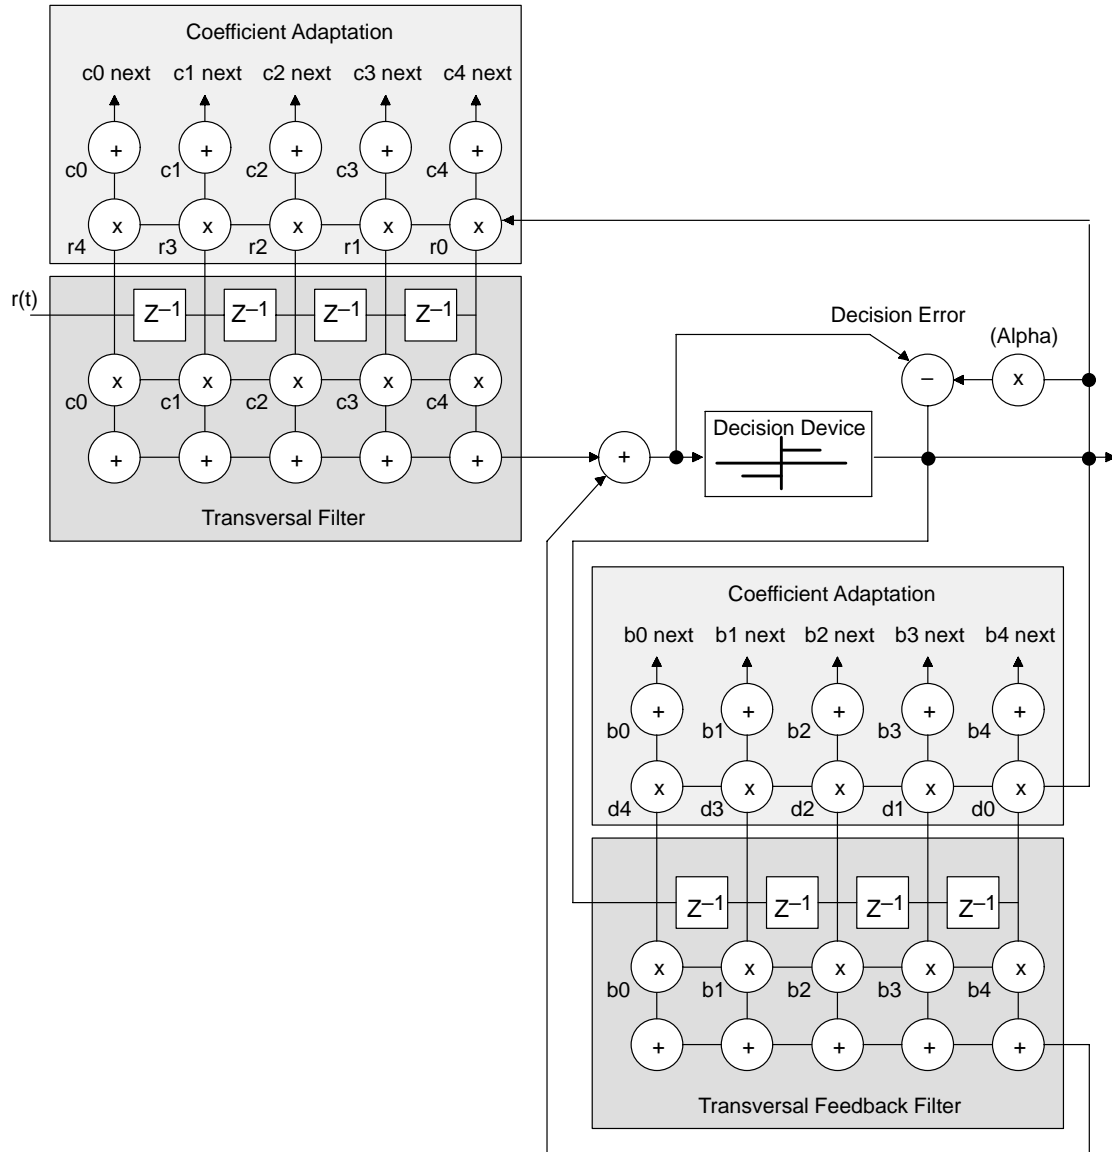 Coefficient Adaptation
c0 next c1 next c2 next c3 next c4 next
+ + + + +
c0 c1 c2 c3 c4
x x x x x
r4 r3 r2 r1 r0
r(t)
Z–1 Z–1 Z–1 Z–1
x x x x x
c0 c1 c2 c3 c4
+ + + + +
Transversal Filter
Decision Error
(Alpha)
– x
Decision Device
+
Coefficient Adaptation
b0 next b1 next b2 next b3 next b4 next
+ + + + +
b0 b1 b2 b3 b4
x x x x x
d4 d3 d2 d1 d0
Z–1 Z–1 Z–1 Z–1
x x x x x
b0 b1 b2 b3 b4
+ + + + +
Transversal Feedback Filter